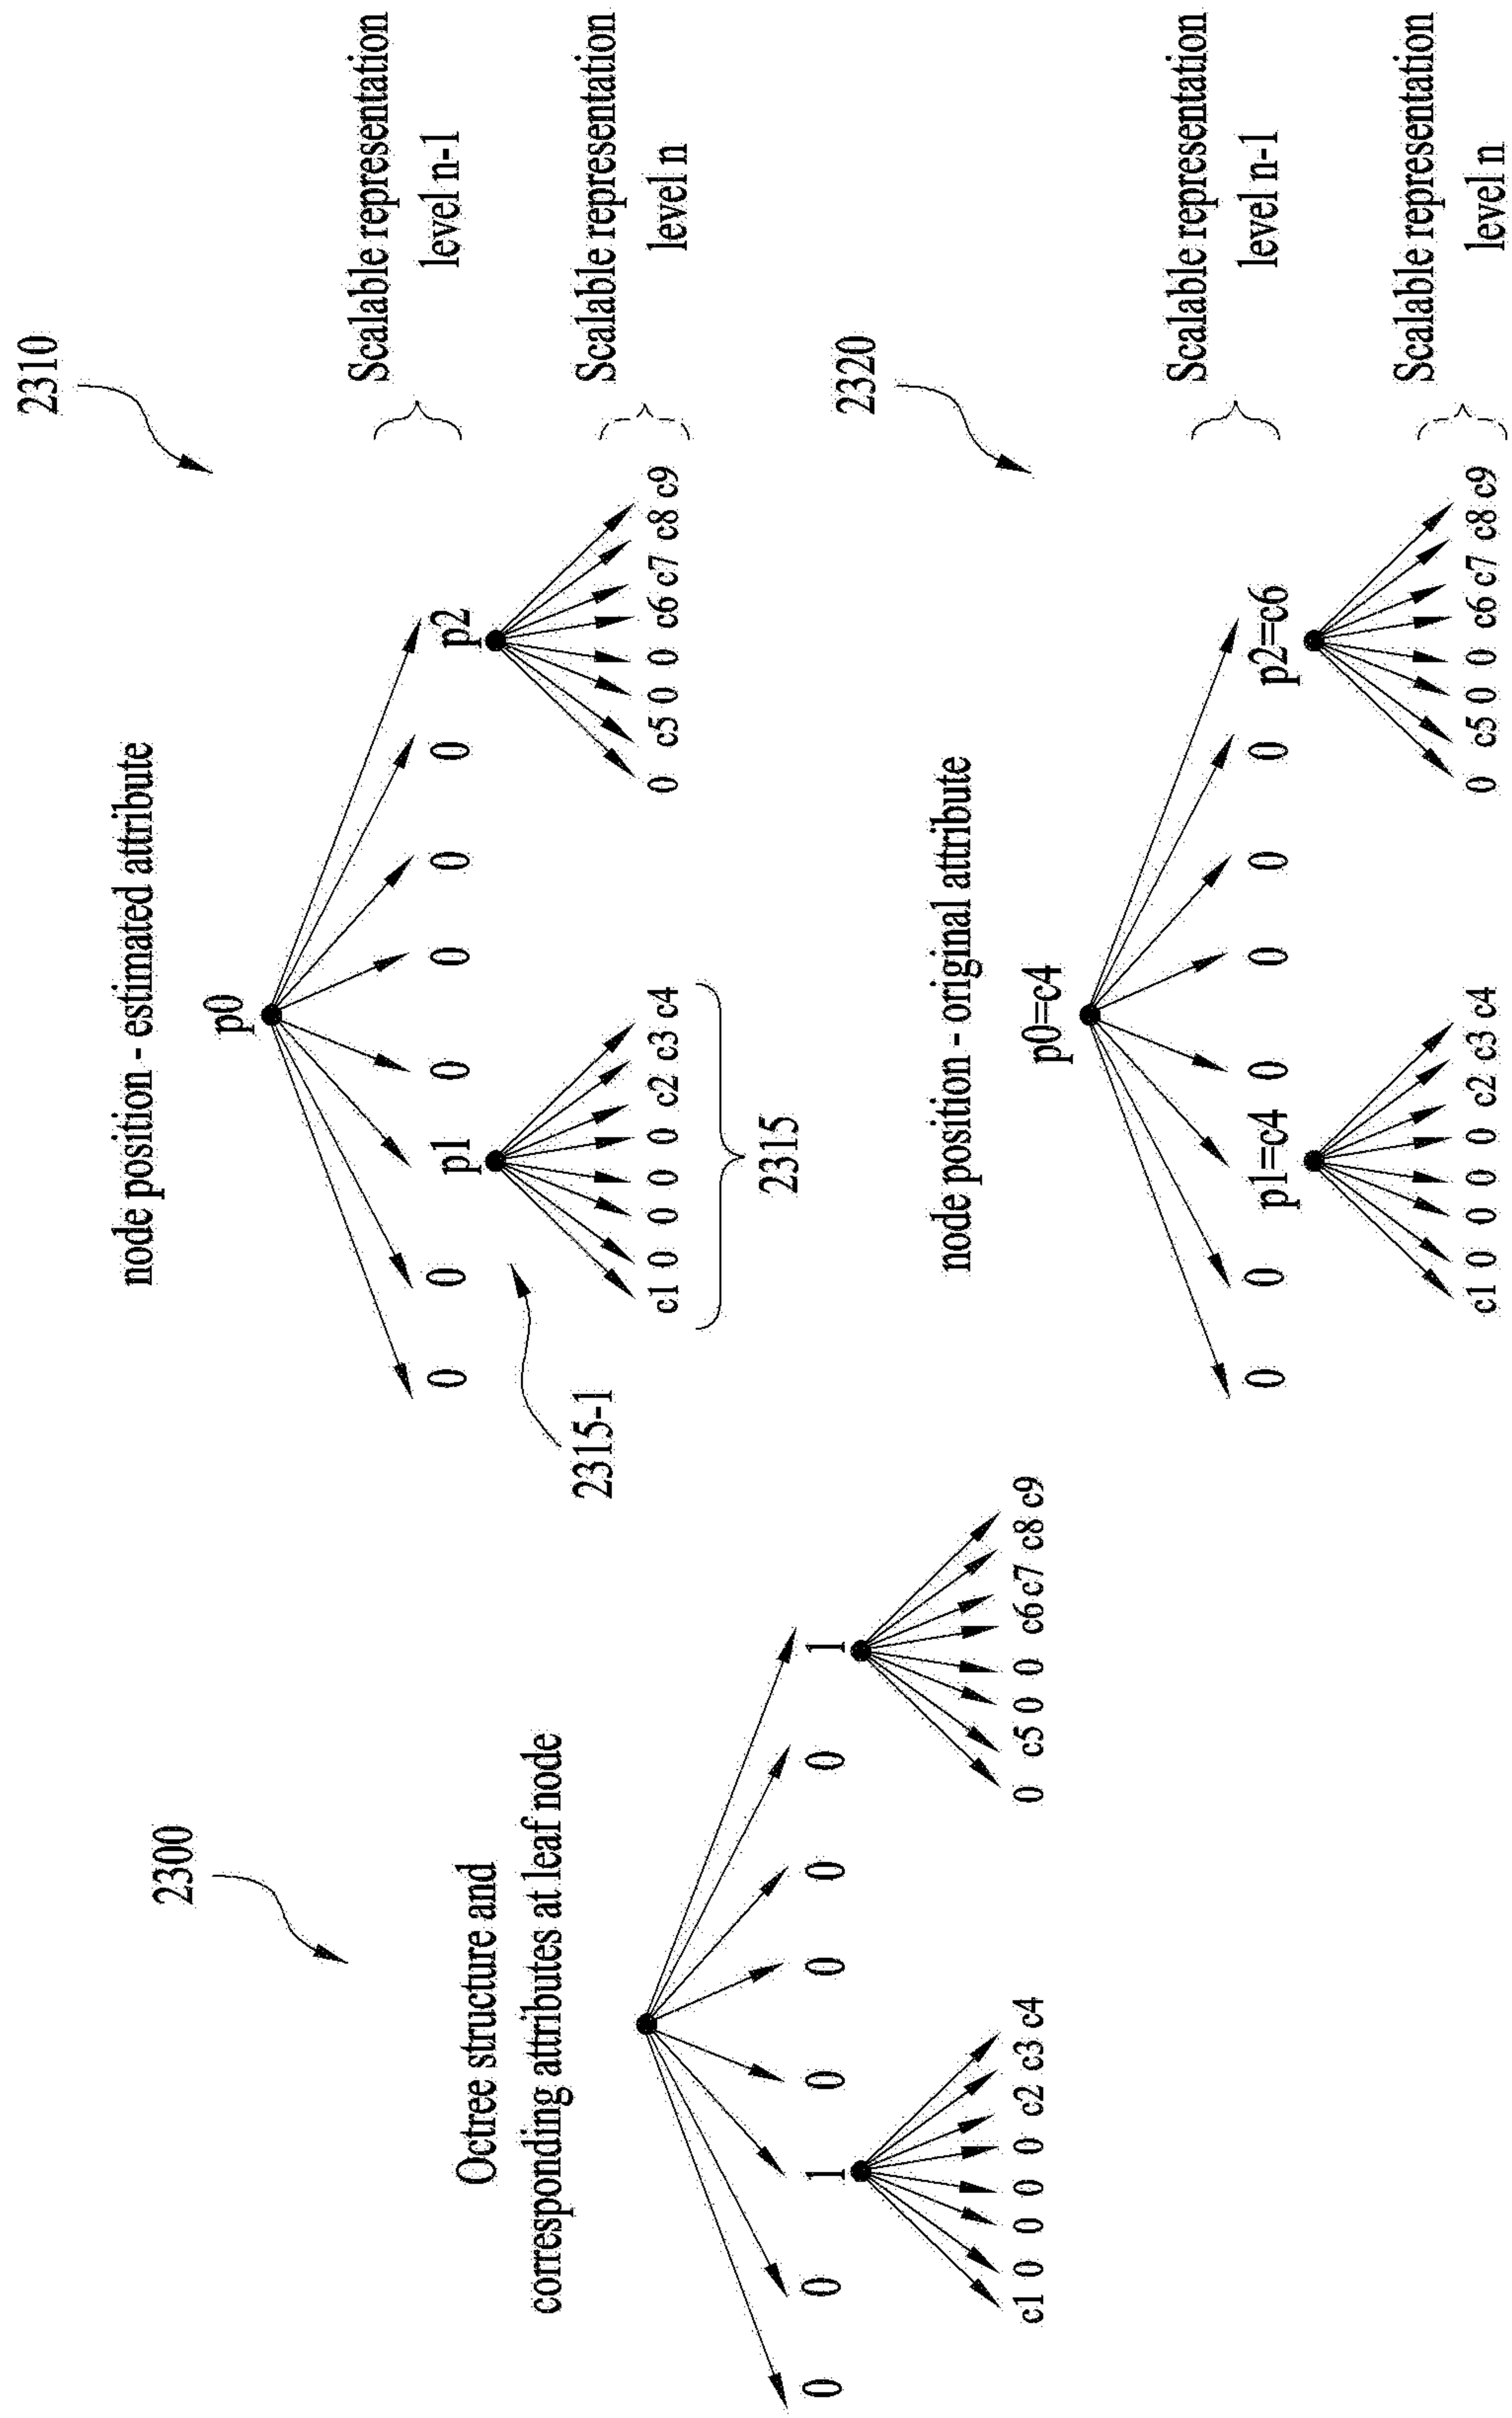 2300
Octree structure and
corresponding attributes at leaf node
0 0 1 0 0 0 0 1
c1 0 0 0 0 c2 c3 c4
0 c5 0 0 c6 c7 c8 c9
2310
node position - estimated attribute
p0
0 0 p1 0 0 0 0 p2
Scalable representation
level n-1
2315-1
c1 0 0 0 0 c2 c3 c4
0 c5 0 0 c6 c7 c8 c9
Scalable representation
level n
2315
2320
node position - original attribute
p0=c4
0 0 p1=c4 0 0 0 0 p2=c6
Scalable representation
level n-1
c1 0 0 0 0 c2 c3 c4
0 c5 0 0 c6 c7 c8 c9
Scalable representation
level n